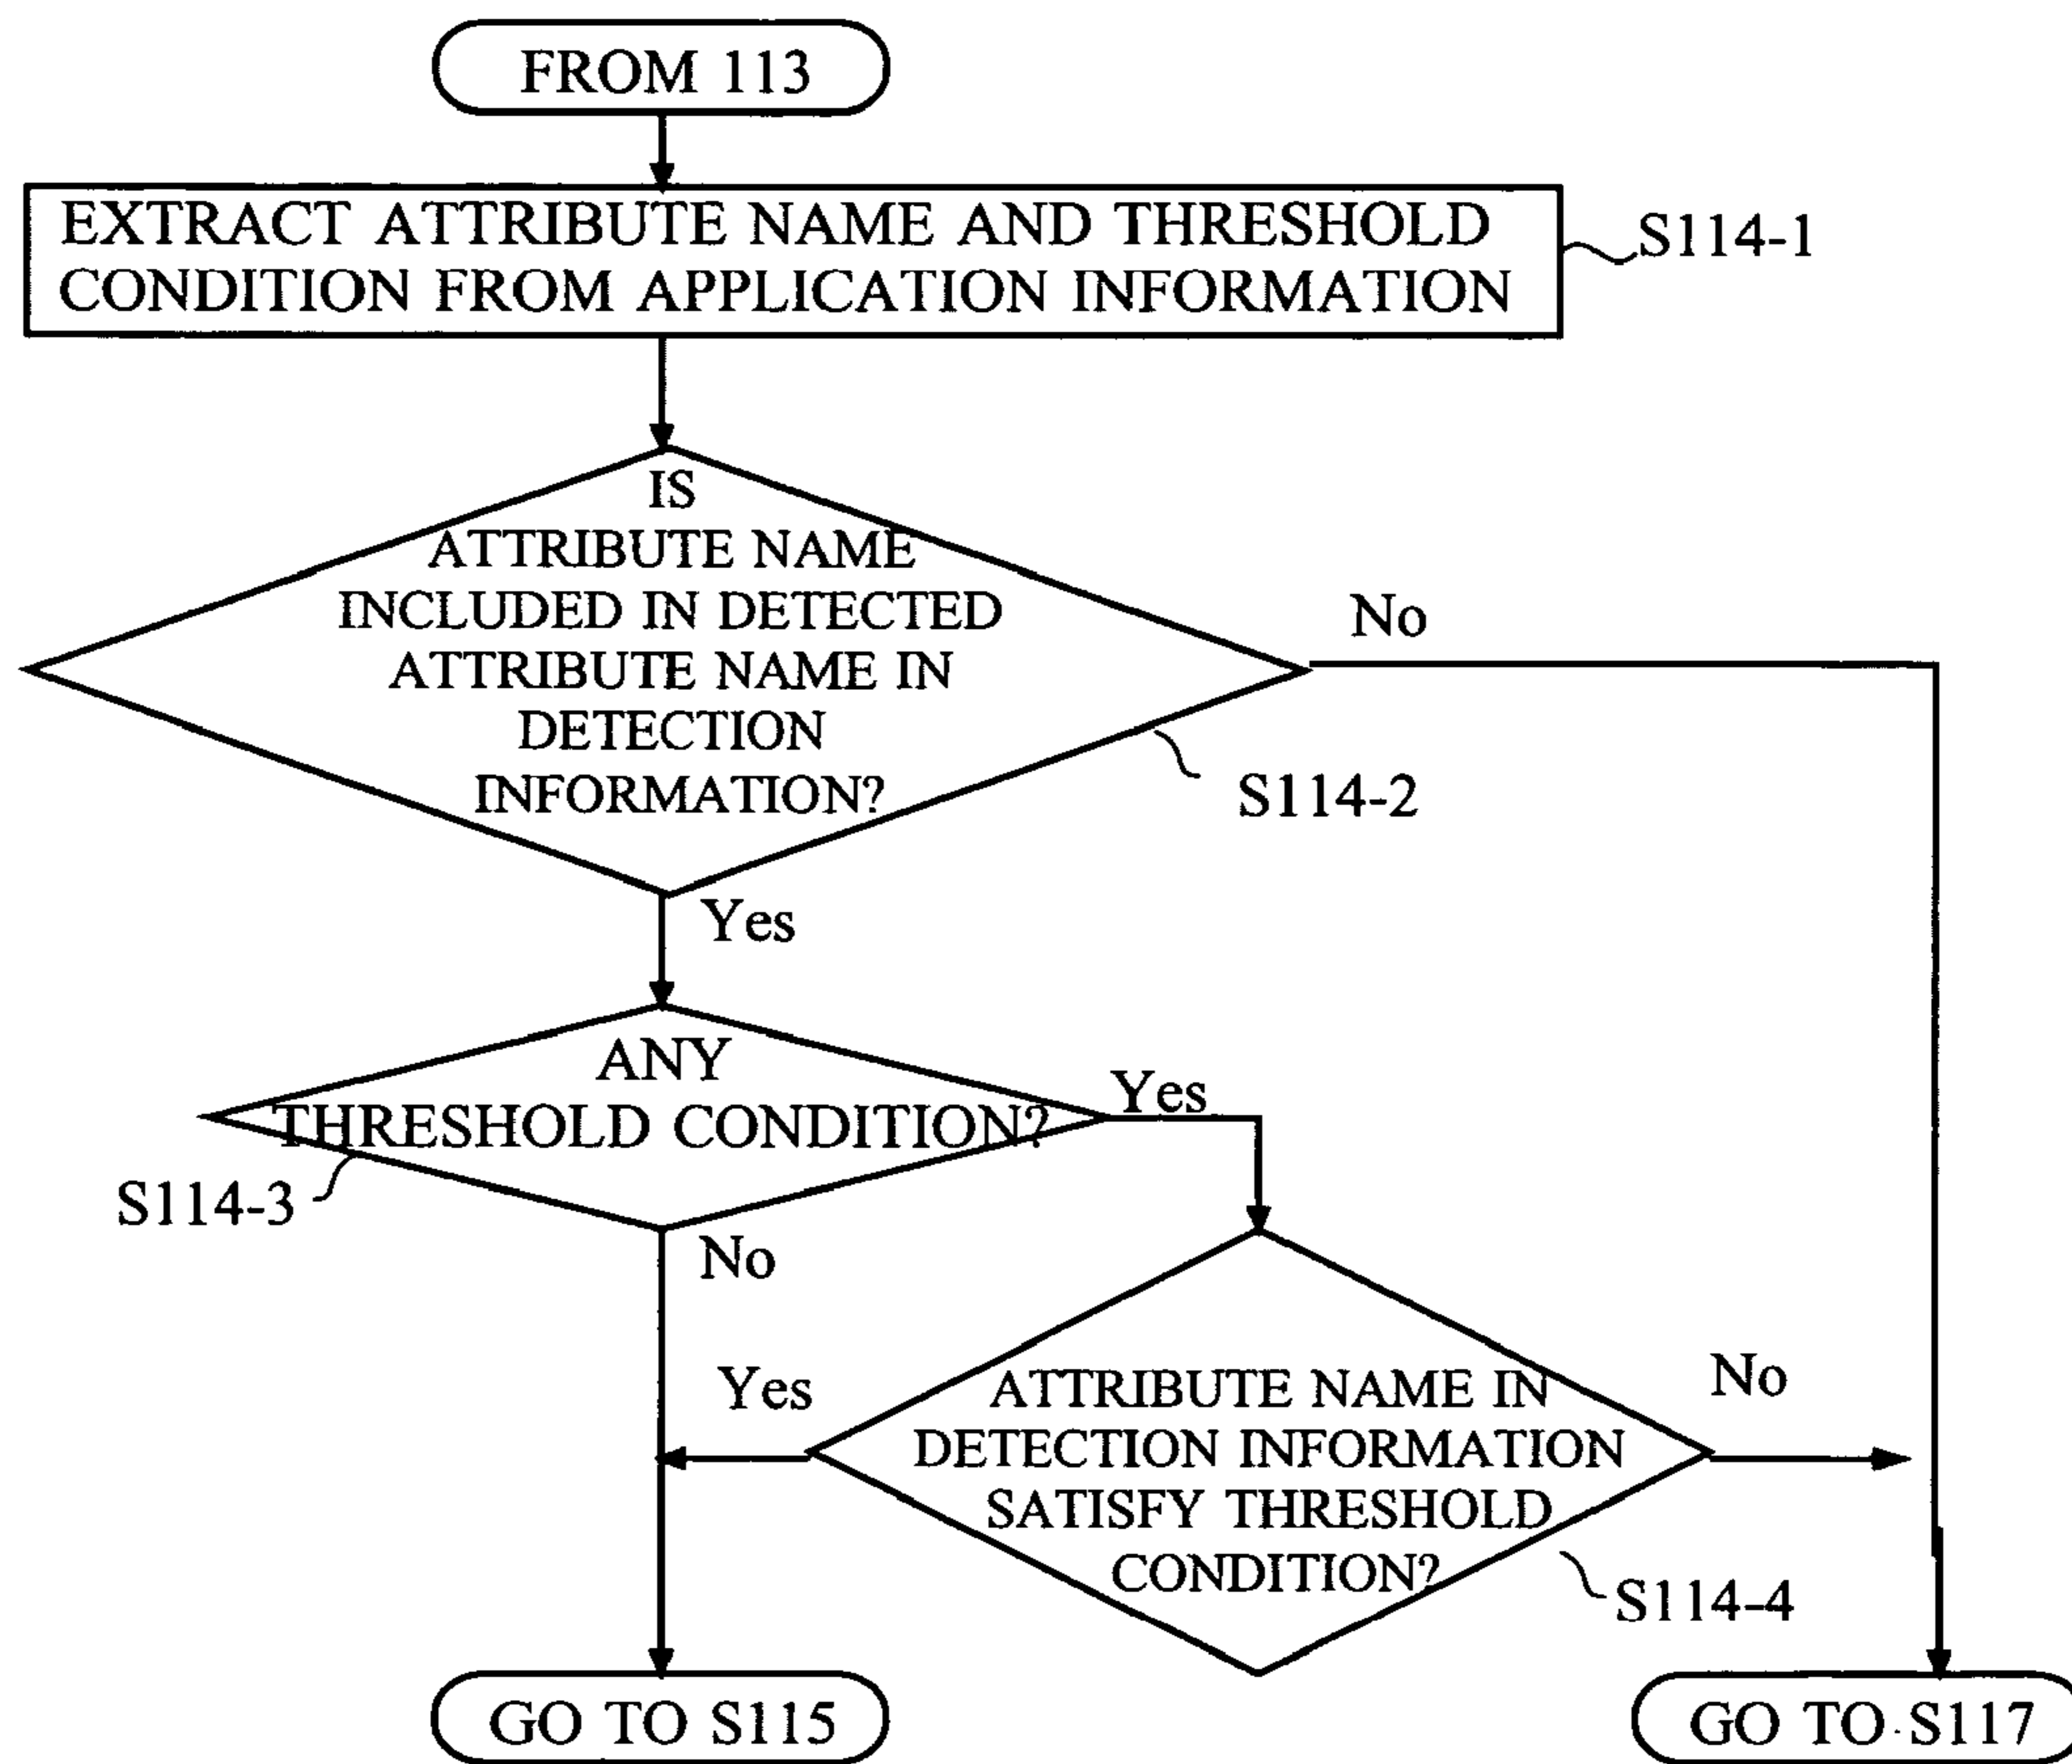 FROM 113
EXTRACT ATTRIBUTE NAME AND THRESHOLD
CONDITION FROM APPLICATION INFORMATION
S114-1
IS
ATTRIBUTE NAME
INCLUDED IN DETECTED
ATTRIBUTE NAME IN
DETECTION
INFORMATION?
No
S114-2
Yes
ANY
THRESHOLD CONDITION?
Yes
S114-3
No
Yes
ATTRIBUTE NAME IN
DETECTION INFORMATION
SATISFY THRESHOLD
CONDITION?
No
S114-4
GO TO S115
GO TO S117